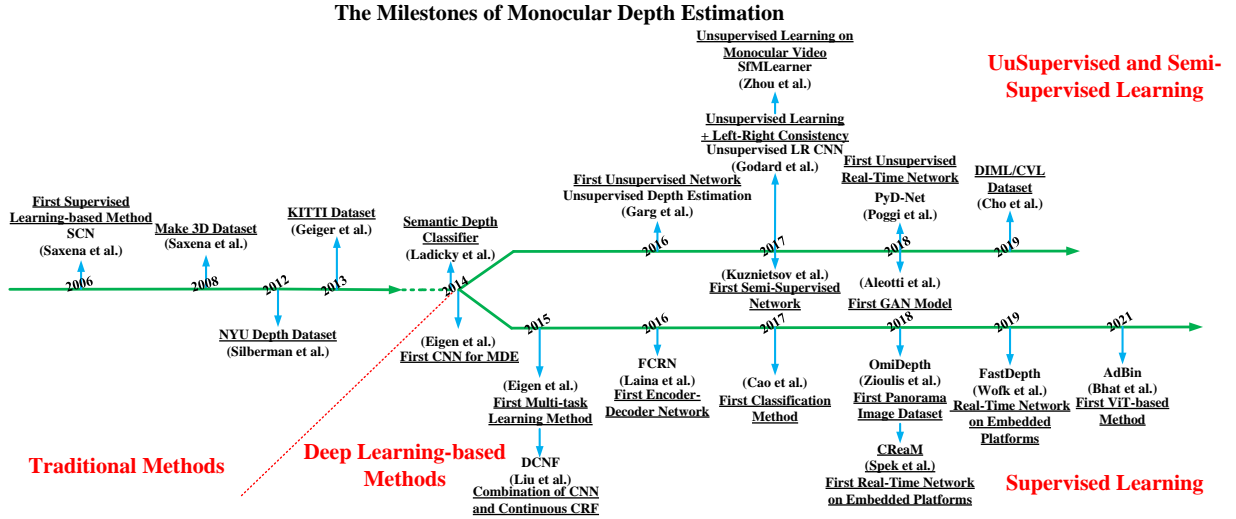 The Milestones of Monocular Depth Estimation
Unsupervised Learning on
Monocular Video
SfMLearner
(Zhou et al.)
UuSupervised and Semi-
Supervised Learning
Unsupervised Learning
+ Left-Right Consistency
Unsupervised LR CNN
(Godard et al.)
First Unsupervised Network
Unsupervised Depth Estimation
(Garg et al.)
First Unsupervised
Real-Time Network
PyD-Net
(Poggi et al.)
DIML/CVL
Dataset
(Cho et al.)
First Supervised
Learning-based Method
SCN
(Saxena et al.)
Make 3D Dataset
(Saxena et al.)
KITTI Dataset
(Geiger et al.)
Semantic Depth
Classifier
(Ladicky et al.)
2016
2017
2018
2019
2006
2008
2012
2013
2014
(Kuznietsov et al.)
First Semi-Supervised
Network
(Aleotti et al.)
First GAN Model
NYU Depth Dataset
(Silberman et al.)
(Eigen et al.)
First CNN for MDE
2015
2016
2017
2018
2019
2021
(Eigen et al.)
First Multi-task
Learning Method
DCNF
(Liu et al.)
Combination of CNN
and Continuous CRF
FCRN
(Laina et al.)
First Encoder-
Decoder Network
(Cao et al.)
First Classification
Method
OmiDepth
(Zioulis et al.)
First Panorama
Image Dataset
CReaM
(Spek et al.)
First Real-Time Network
on Embedded Platforms
FastDepth
(Wofk et al.)
Real-Time Network
on Embedded
Platforms
AdBin
(Bhat et al.)
First ViT-based
Method
Traditional Methods
Deep Learning-based
Methods
Supervised Learning